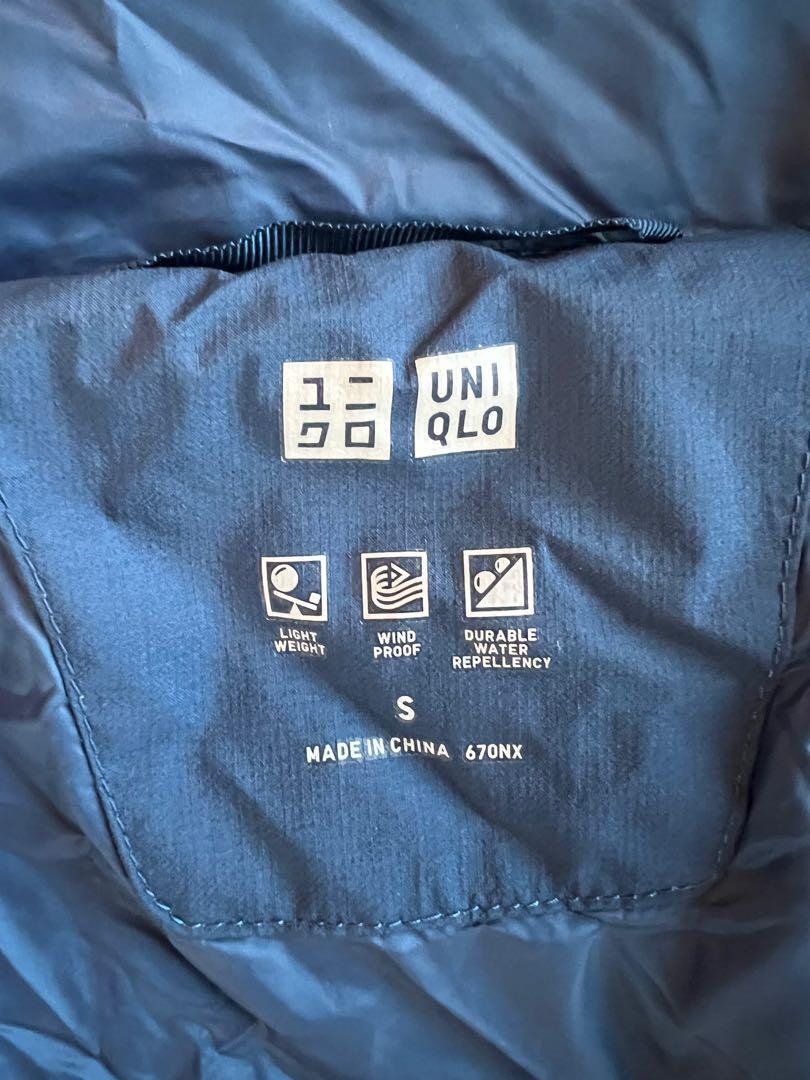 ユニ
クロ
UNI
QLO
LIGHT
WEIGHT
WIND
PROOF
DURABLE
WATER
REPELLENCY
S
MADE IN CHINA 670NX